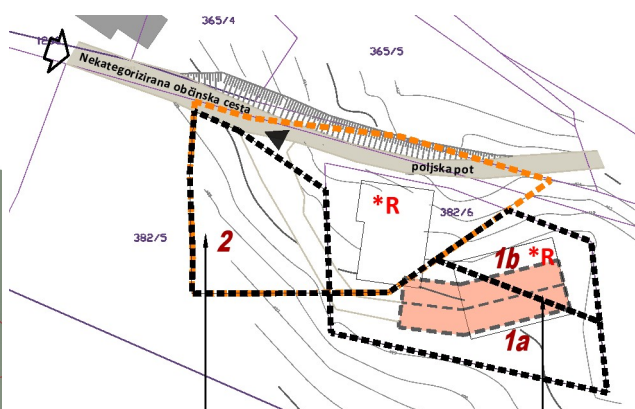 365/4
365/5
Nekategorizirana občinska cesta
poljska pot
*R
382/6
382/5
2
1b *R
1a